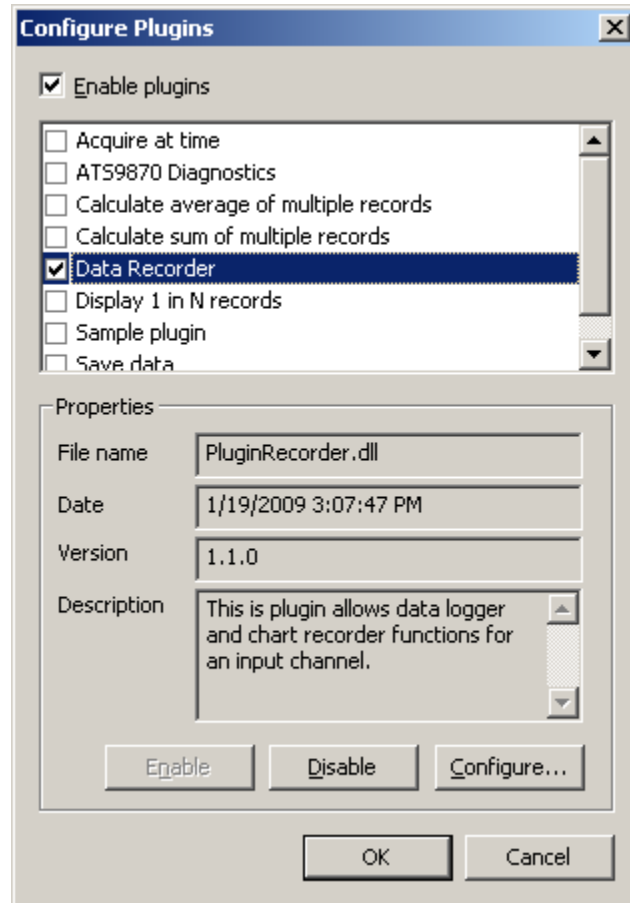 Configure Plugins
Enable plugins
Acquire at time
ATS9870 Diagnostics
Calculate average of multiple records
Calculate sum of multiple records
Data Recorder
Display 1 in N records
Sample plugin
Save data
Properties
File name PluginRecorder.dll
Date 1/19/2009 3:07:47 PM
Version 1.1.0
Description This is plugin allows data logger
and chart recorder functions for
an input channel.
Enable Disable Configure...
OK Cancel